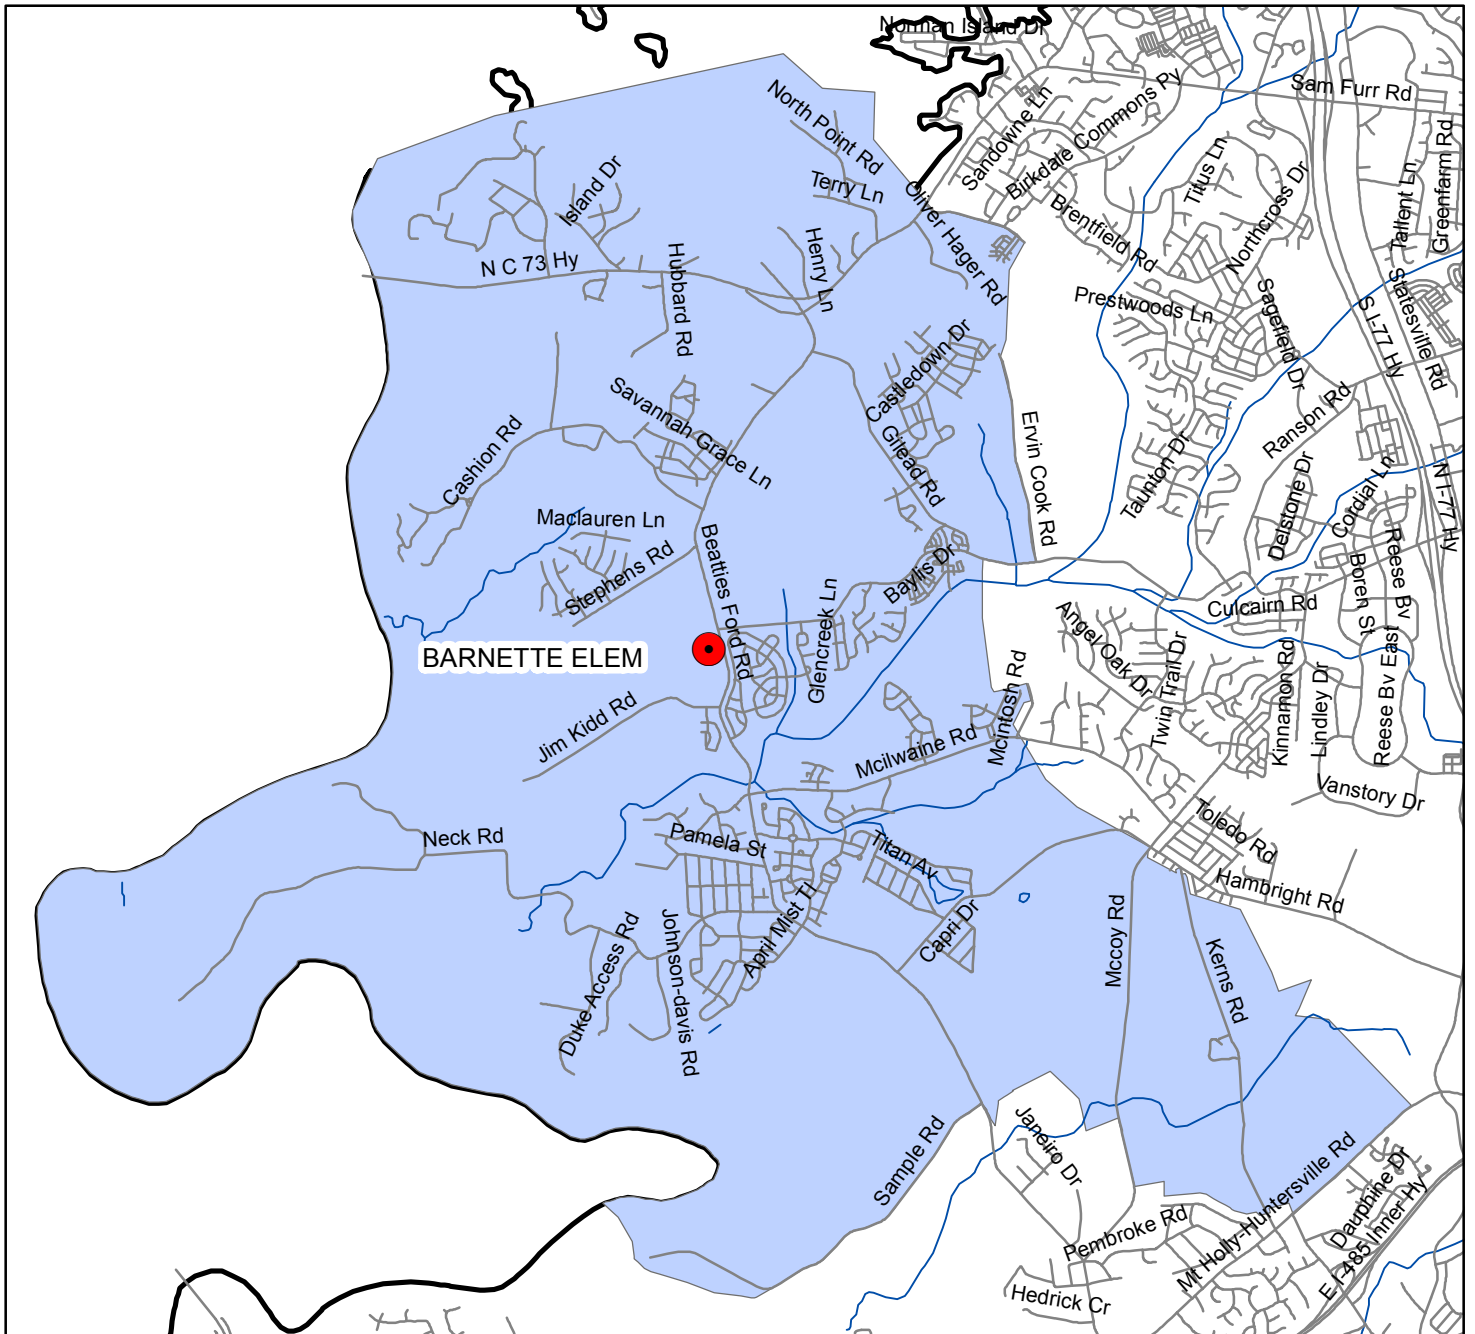 Norman Island Dr
Sam Furr Rd
North Point Rd
Sandowne Ln
Birkdale Commons Py
Greenfarm Rd
Tallent Ln
Titus Ln
Northcross Dr
Island Dr
Terry Ln
Oliver Hager Rd
Brentfield Rd
N C 73 Hy
Hubbard Rd
Henry Ln
Prestwoods Ln
Sagefield Dr
S I-77 Hy
Statesville Rd
Castledown Dr
Savannah Grace Ln
Gilead Rd
Ervin Cook Rd
Ranson Rd
Cashion Rd
Taunton Dr
Delstone Dr
Cordial Ln
N I-77 Hy
Maclauren Ln
Stephens Rd
Beatties Ford Rd
Baylis Dr
Glencreek Ln
Culcairn Rd
Boren St
Reese Bv
Angel Oak Dr
Twin Trail Dr
BARNETTE ELEM
Mcintosh Rd
Kinnamon Rd
Lindley Dr
Reese Bv East
Jim Kidd Rd
Mcilwaine Rd
Vanstory Dr
Neck Rd
Pamela St
Titan Av
Toledo Rd
Hambright Rd
Duke Access Rd
Johnson-davis Rd
April Mist Tl
Capri Dr
Mccoy Rd
Kerns Rd
Sample Rd
Janeiro Dr
Pembroke Rd
Mt Holly-Huntersville Rd
Dauphine Dr
E I-485 Inner Hy
Hedrick Cr